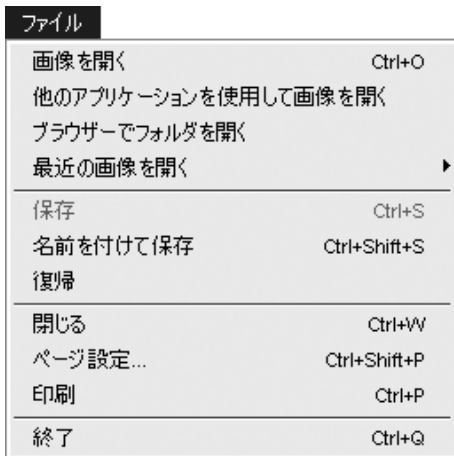 ファイル
画像を開く Ctrl+O
他のアプリケーションを使用して画像を開く
ブラウザーでフォルダを開く
最近の画像を開く
保存 Ctrl+S
名前を付けて保存 Ctrl+Shift+S
復帰
閉じる Ctrl+W
ページ設定... Ctrl+Shift+P
印刷 Ctrl+P
終了 Ctrl+Q